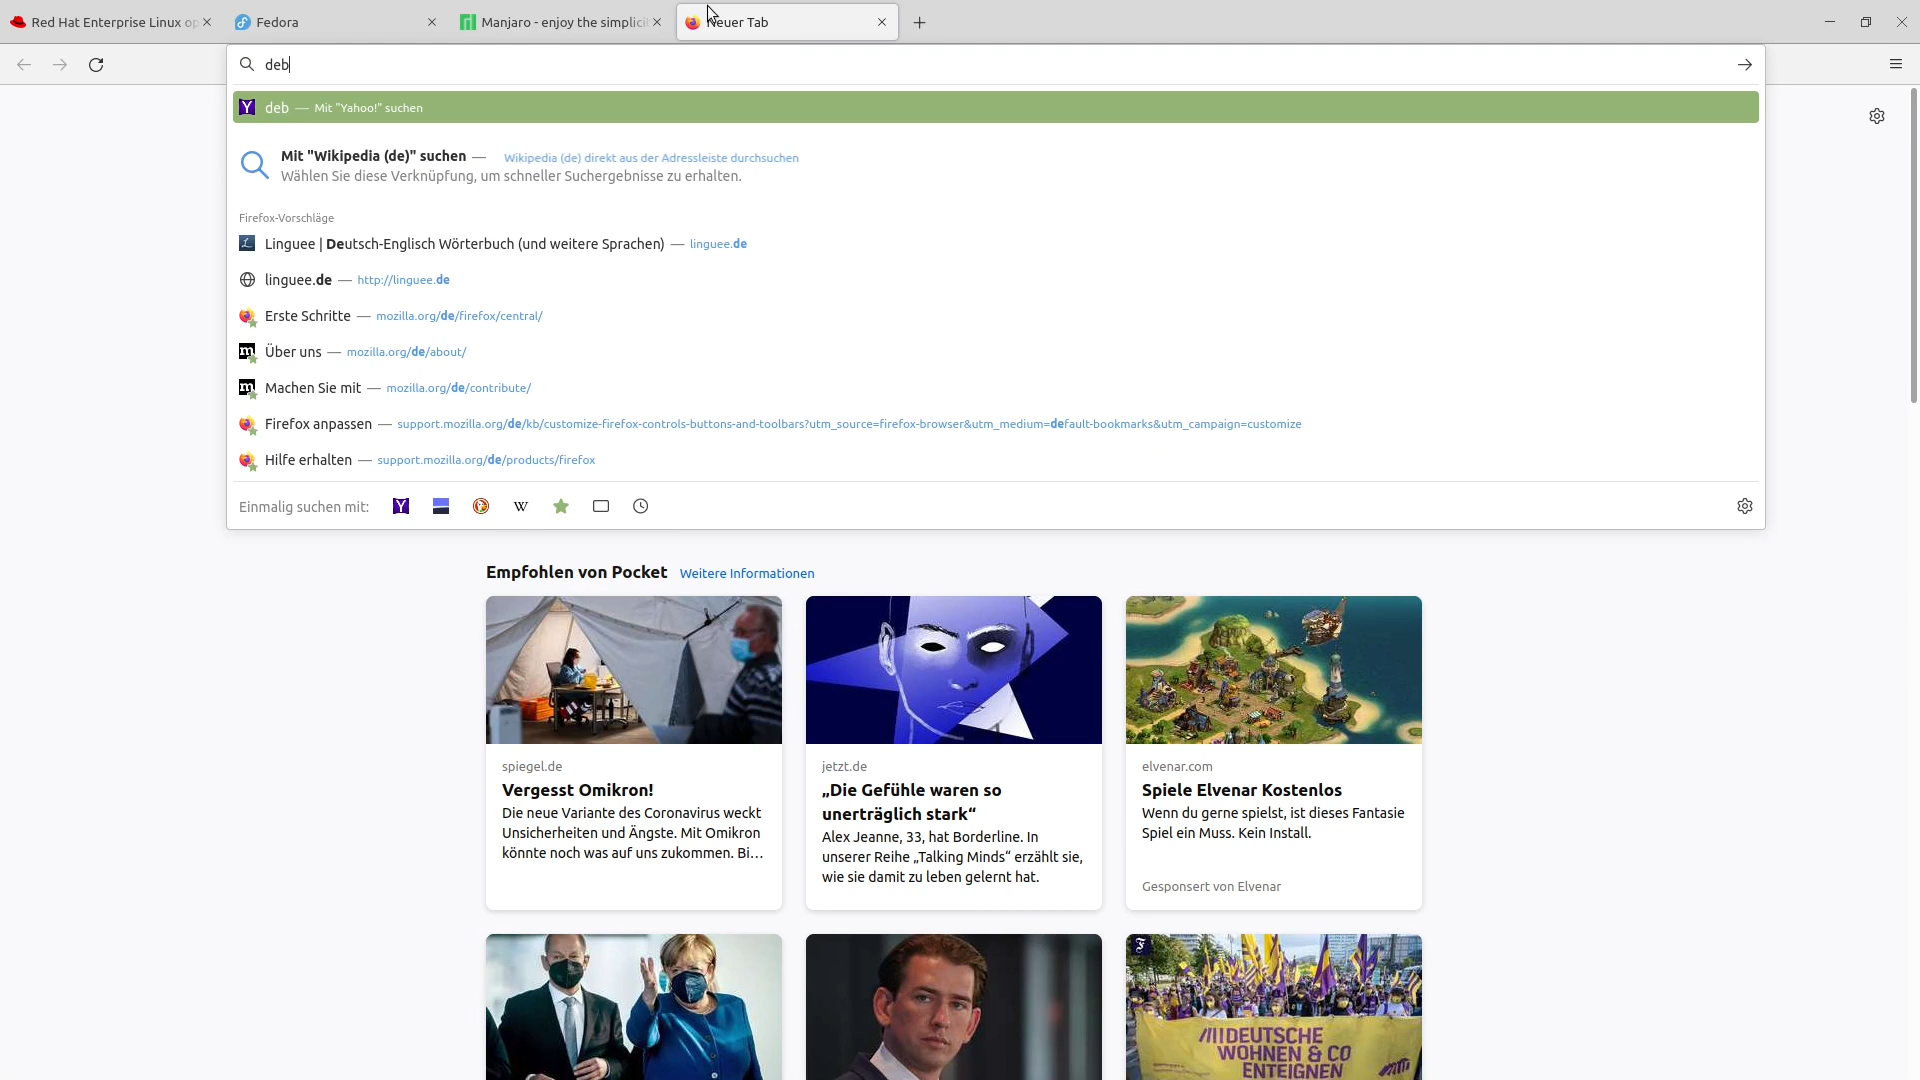 Red Hat Enterprise Linux op
Fedora
Manjaro - enjoy the simplici
Neuer Tab
deb
deb — Mit "Yahoo!" suchen
Mit "Wikipedia (de)" suchen — Wikipedia (de) direkt aus der Adressleiste durchsuchen
Wählen Sie diese Verknüpfung, um schneller Suchergebnisse zu erhalten.
Firefox-Vorschläge
Linguee | Deutsch-Englisch Wörterbuch (und weitere Sprachen) — linguee.de
linguee.de — http://linguee.de
Erste Schritte — mozilla.org/de/firefox/central/
Über uns — mozilla.org/de/about/
Machen Sie mit — mozilla.org/de/contribute/
Firefox anpassen — support.mozilla.org/de/kb/customize-firefox-controls-buttons-and-toolbars?utm_source=firefox-browser&utm_medium=default-bookmarks&utm_campaign=customize
Hilfe erhalten — support.mozilla.org/de/products/firefox
Einmalig suchen mit:
Empfohlen von Pocket Weitere Informationen
spiegel.de
Vergesst Omikron!
Die neue Variante des Coronavirus weckt
Unsicherheiten und Ängste. Mit Omikron
könnte noch was auf uns zukommen. Bi...
jetzt.de
„Die Gefühle waren so
unerträglich stark“
Alex Jeanne, 33, hat Borderline. In
unserer Reihe „Talking Minds“ erzählt sie,
wie sie damit zu leben gelernt hat.
elvenar.com
Spiele Elvenar Kostenlos
Wenn du gerne spielst, ist dieses Fantasie
Spiel ein Muss. Kein Install.
Gesponsert von Elvenar
DEUTSCHE
WOHNEN & CO
ENTEIGNEN